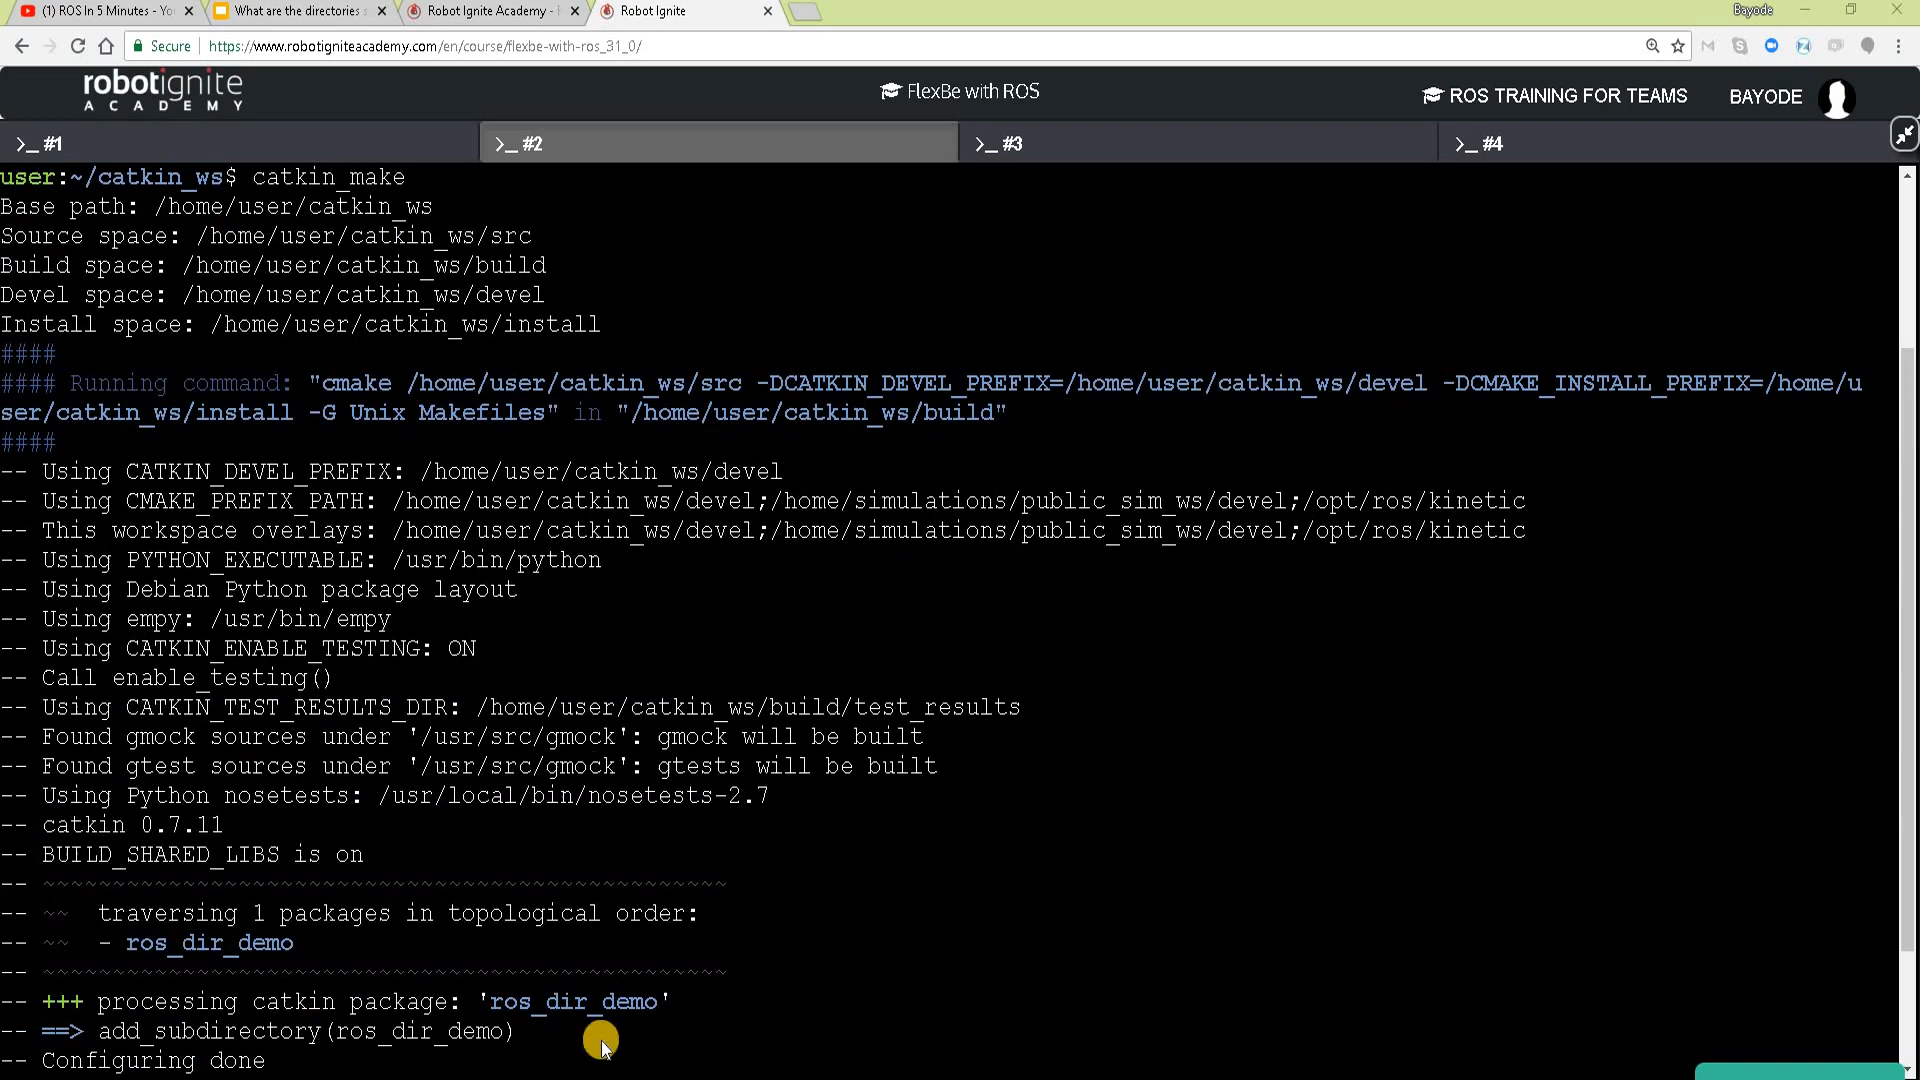 (1) ROS In 5 Minutes - Yo
What are the directories
Robot Ignite Academy -
Robot Ignite
Bayode
Secure
https://www.robotigniteacademy.com/en/course/flexbe-with-ros_31_0/
robotignite
ACADEMY
FlexBe with ROS
ROS TRAINING FOR TEAMS
BAYODE
>_ #1
>_ #2
>_ #3
>_ #4
user:~/catkin_ws$ catkin_make
Base path: /home/user/catkin_ws
Source space: /home/user/catkin_ws/src
Build space: /home/user/catkin_ws/build
Devel space: /home/user/catkin_ws/devel
Install space: /home/user/catkin_ws/install
####
#### Running command: "cmake /home/user/catkin_ws/src -DCATKIN_DEVEL_PREFIX=/home/user/catkin_ws/devel -DCMAKE_INSTALL_PREFIX=/home/u
ser/catkin_ws/install -G Unix Makefiles" in "/home/user/catkin_ws/build"
####
-- Using CATKIN_DEVEL_PREFIX: /home/user/catkin_ws/devel
-- Using CMAKE_PREFIX_PATH: /home/user/catkin_ws/devel;/home/simulations/public_sim_ws/devel;/opt/ros/kinetic
-- This workspace overlays: /home/user/catkin_ws/devel;/home/simulations/public_sim_ws/devel;/opt/ros/kinetic
-- Using PYTHON_EXECUTABLE: /usr/bin/python
-- Using Debian Python package layout
-- Using empy: /usr/bin/empy
-- Using CATKIN_ENABLE_TESTING: ON
-- Call enable_testing()
-- Using CATKIN_TEST_RESULTS_DIR: /home/user/catkin_ws/build/test_results
-- Found gmock sources under '/usr/src/gmock': gmock will be built
-- Found gtest sources under '/usr/src/gmock': gtests will be built
-- Using Python nosetests: /usr/local/bin/nosetests-2.7
-- catkin 0.7.11
-- BUILD_SHARED_LIBS is on
-- ~~~~~~~~~~~~~~~~~~~~~~~~~~~~~~~~~~~~~~~~~~~~~~~~~
-- ~~  traversing 1 packages in topological order:
-- ~~  - ros_dir_demo
-- ~~~~~~~~~~~~~~~~~~~~~~~~~~~~~~~~~~~~~~~~~~~~~~~~~
-- +++ processing catkin package: 'ros_dir_demo'
-- ==> add_subdirectory(ros_dir_demo)
-- Configuring done